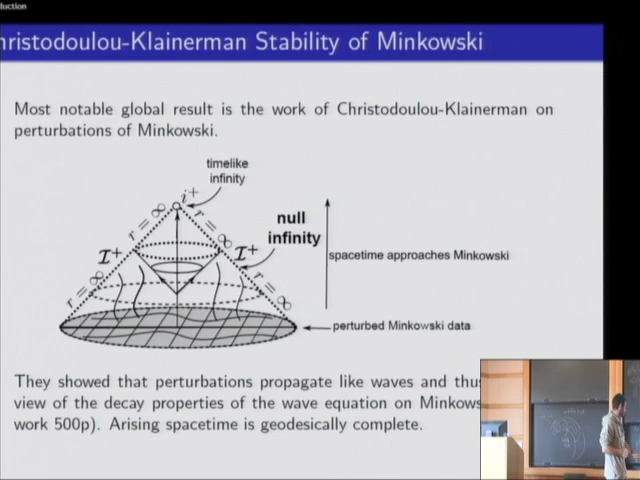 duction
hristodoulou-Klainerman Stability of Minkowski
Most notable global result is the work of Christodoulou-Klainerman on
perturbations of Minkowski.
timelike
infinity
i+
r = ∞
r = ∞
null
infinity
I+
I+
spacetime approaches Minkowski
r = ∞
r = ∞
perturbed Minkowski data
They showed that perturbations propagate like waves and thu
view of the decay properties of the wave equation on Minkows
work 500p). Arising spacetime is geodesically complete.